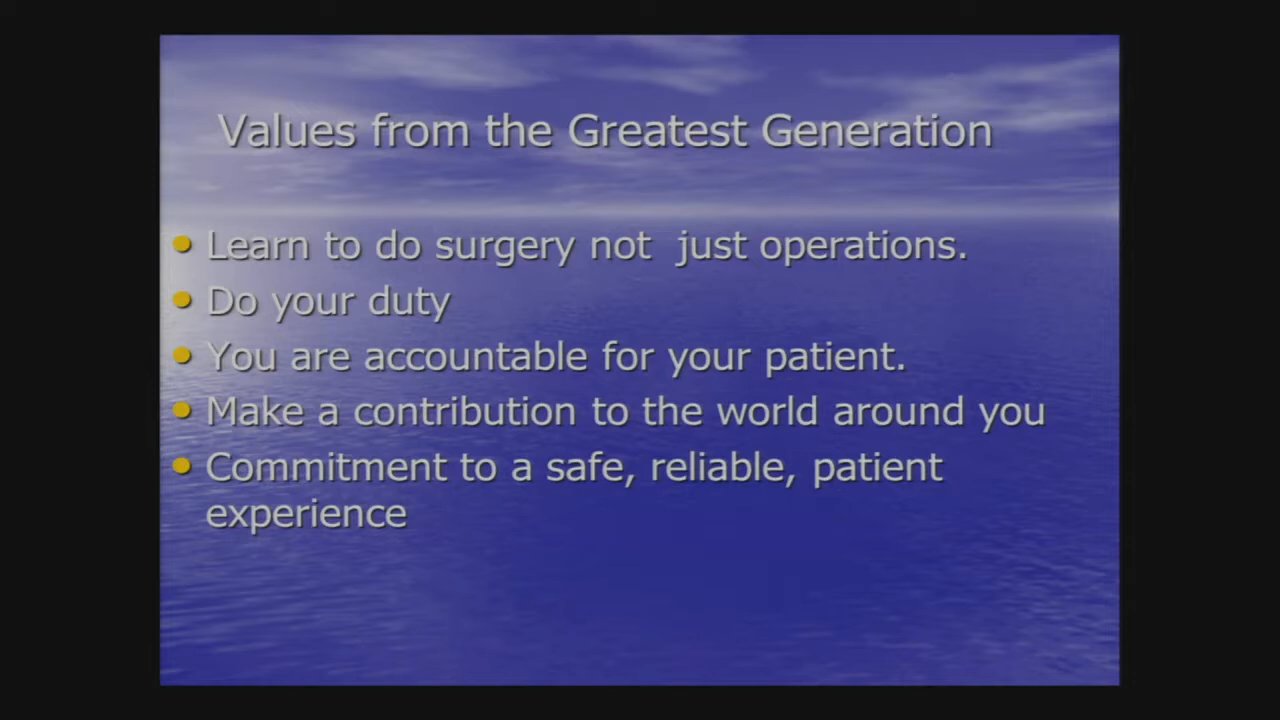 Values from the Greatest Generation
• Learn to do surgery not  just operations.
• Do your duty
• You are accountable for your patient.
• Make a contribution to the world around you
• Commitment to a safe, reliable, patient
experience